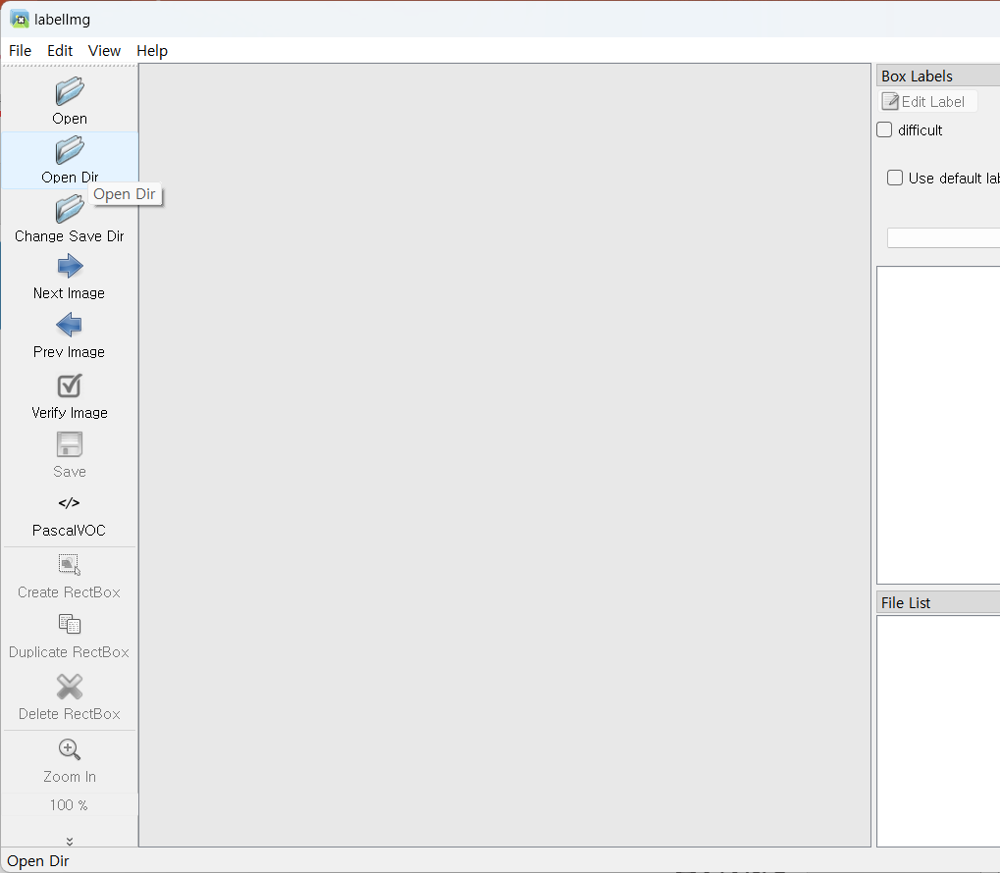 labelImg
File Edit View Help
Open
Open Dir
Open Dir
Change Save Dir
Next Image
Prev Image
Verify Image
Save
</>
PascalVOC
Create RectBox
Duplicate RectBox
Delete RectBox
Zoom In
100 %
Box Labels
Edit Label
difficult
Use default lab
File List
Open Dir